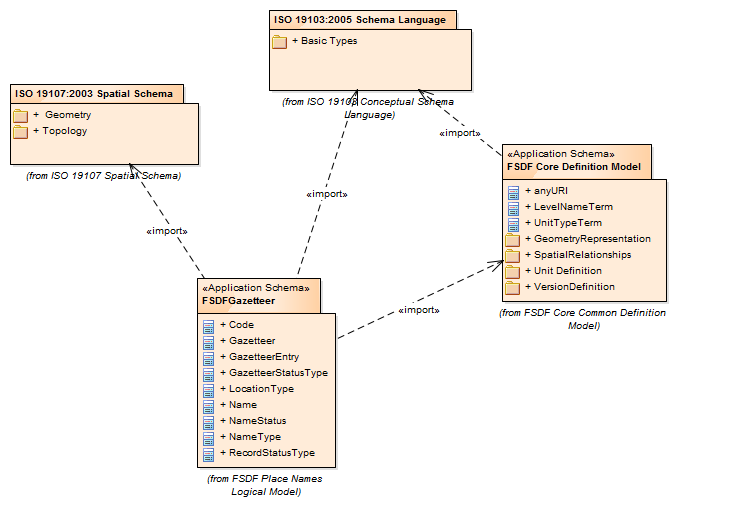 ISO 19103:2005 Schema Language
+ Basic Types
(from ISO 19103 Conceptual Schema
Language)
ISO 19107:2003 Spatial Schema
+ Geometry
+ Topology
(from ISO 19107 Spatial Schema)
«import»
«import»
«import»
«import»
«Application Schema»
FSDF Core Definition Model
+ anyURI
+ LevelNameTerm
+ UnitTypeTerm
+ GeometryRepresentation
+ SpatialRelationships
+ Unit Definition
+ VersionDefinition
(from FSDF Core Common Definition
Model)
«Application Schema»
FSDFGazetteer
+ Code
+ Gazetteer
+ GazetteerEntry
+ GazetteerStatusType
+ LocationType
+ Name
+ NameStatus
+ NameType
+ RecordStatusType
(from FSDF Place Names
Logical Model)